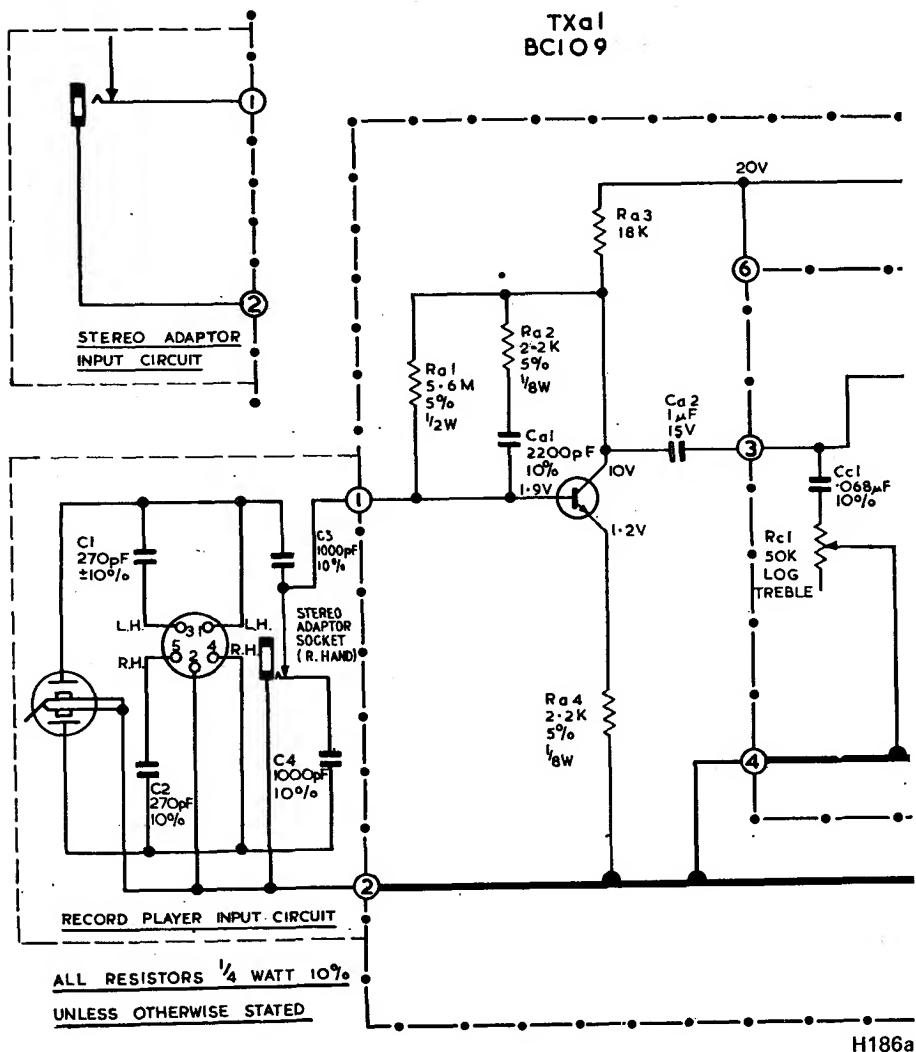 TXa1
BC109
1
2
STEREO ADAPTOR
INPUT CIRCUIT
20V
Ra3
18K
6
Ra1
5·6M
5%
1/2W
Ra2
2·2K
5%
1/8W
Ca1
2200pF
10%
Ca2
1µF
15V
3
10V
1·9V
1·2V
Cc1
·068µF
10%
Rc1
50K
LOG
TREBLE
1
C1
270pF
±10%
C3
1000pF
10%
L.H.
3
1
L.H.
R.H.
5
2
4
R.H.
STEREO
ADAPTOR
SOCKET
(R. HAND)
C2
270pF
10%
C4
1000pF
10%
Ra4
2·2K
5%
1/8W
4
2
RECORD PLAYER INPUT CIRCUIT
ALL RESISTORS 1/4 WATT 10%
UNLESS OTHERWISE STATED
H186a